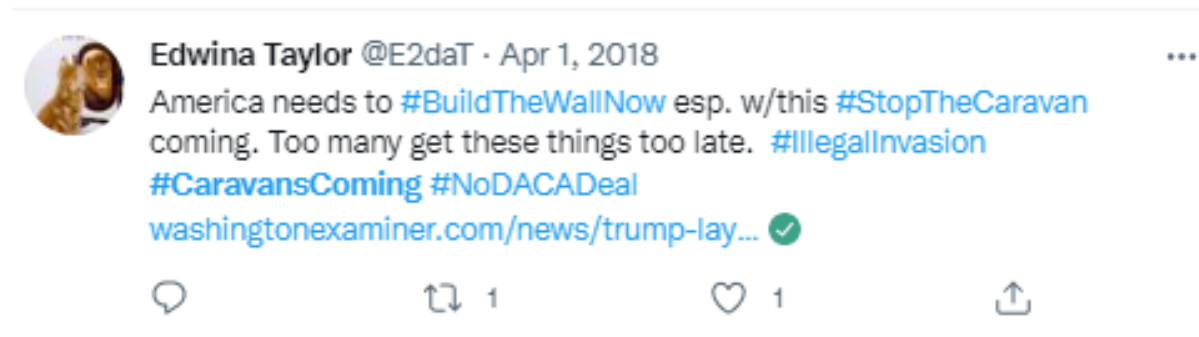 Edwina Taylor @E2daT · Apr 1, 2018
America needs to #BuildTheWallNow esp. w/this #StopTheCaravan
coming. Too many get these things too late. #IllegalInvasion
#CaravansComing #NoDACADeal
washingtonexaminer.com/news/trump-lay...
1 1